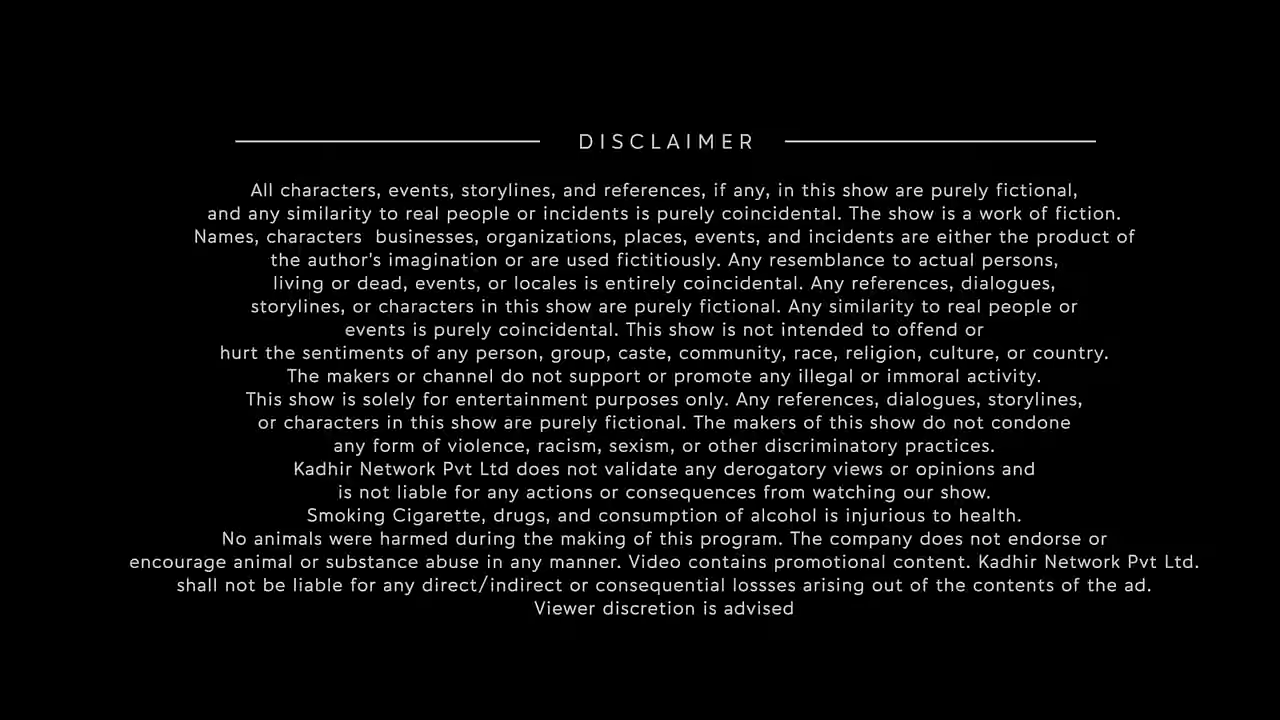 DISCLAIMER
All characters, events, storylines, and references, if any, in this show are purely fictional,
and any similarity to real people or incidents is purely coincidental. The show is a work of fiction.
Names, characters  businesses, organizations, places, events, and incidents are either the product of
the author's imagination or are used fictitiously. Any resemblance to actual persons,
living or dead, events, or locales is entirely coincidental. Any references, dialogues,
storylines, or characters in this show are purely fictional. Any similarity to real people or
events is purely coincidental. This show is not intended to offend or
hurt the sentiments of any person, group, caste, community, race, religion, culture, or country.
The makers or channel do not support or promote any illegal or immoral activity.
This show is solely for entertainment purposes only. Any references, dialogues, storylines,
or characters in this show are purely fictional. The makers of this show do not condone
any form of violence, racism, sexism, or other discriminatory practices.
Kadhir Network Pvt Ltd does not validate any derogatory views or opinions and
is not liable for any actions or consequences from watching our show.
Smoking Cigarette, drugs, and consumption of alcohol is injurious to health.
No animals were harmed during the making of this program. The company does not endorse or
encourage animal or substance abuse in any manner. Video contains promotional content. Kadhir Network Pvt Ltd.
shall not be liable for any direct/indirect or consequential lossses arising out of the contents of the ad.
Viewer discretion is advised